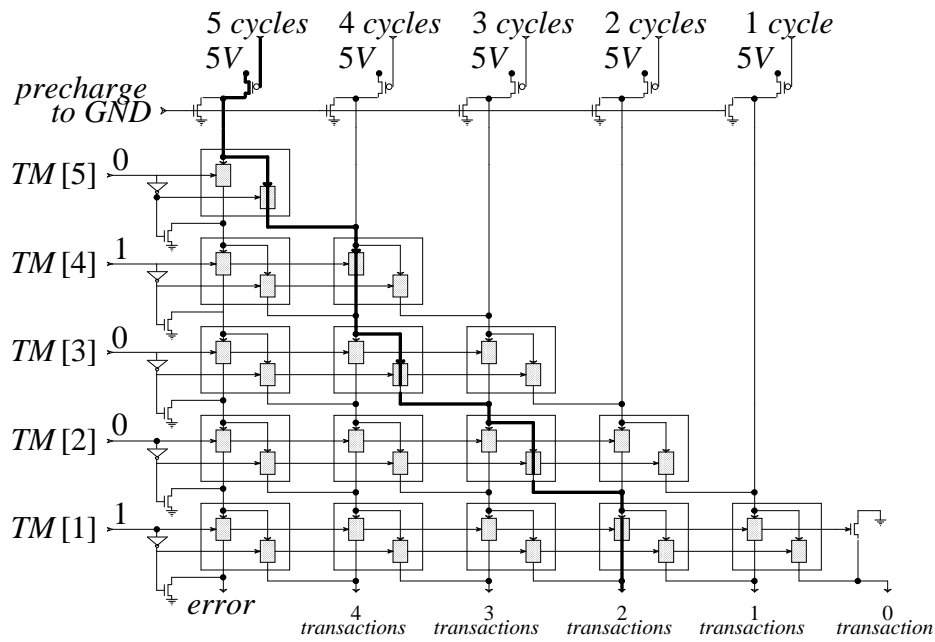 5 cycles 4 cycles 3 cycles 2 cycles 1 cycle
5V 5V 5V 5V 5V
precharge
to GND
TM[5] 0
TM[4] 1
TM[3] 0
TM[2] 0
TM[1] 1
error 4 3 2 1 0
transactions transactions transactions transactions transaction